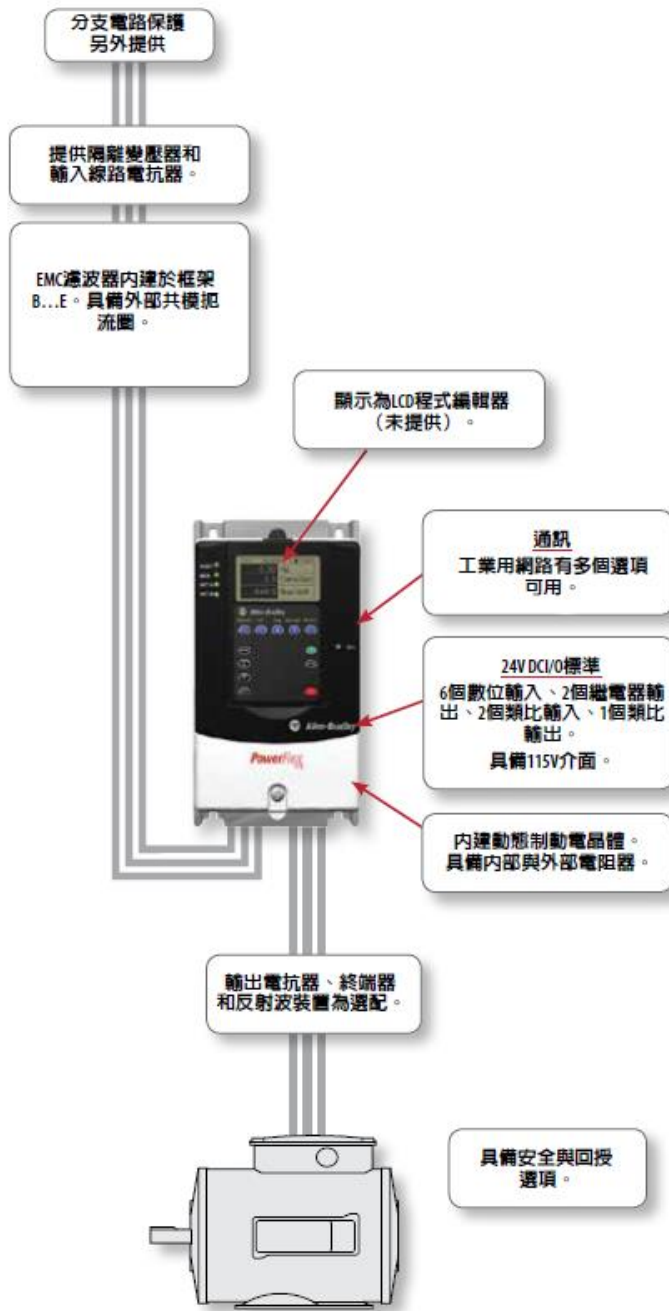 分支電路保護
另外提供
提供隔離變壓器和
輸入線路電抗器。
EMC濾波器內建於框架
B...E。具備外部共模扼
流圈。
顯示為LCD程式編輯器
（未提供）。
通訊
工業用網路有多個選項
可用。
24V DCI/O標準
6個數位輸入、2個繼電器輸
出、2個類比輸入、1個類比
輸出。
具備115V介面。
Allen-Bradley
Allen-Bradley
PowerFlex
內建動態制動電晶體。
具備內部與外部電阻器。
輸出電抗器、終端器
和反射波裝置為選配。
具備安全與回授
選項。